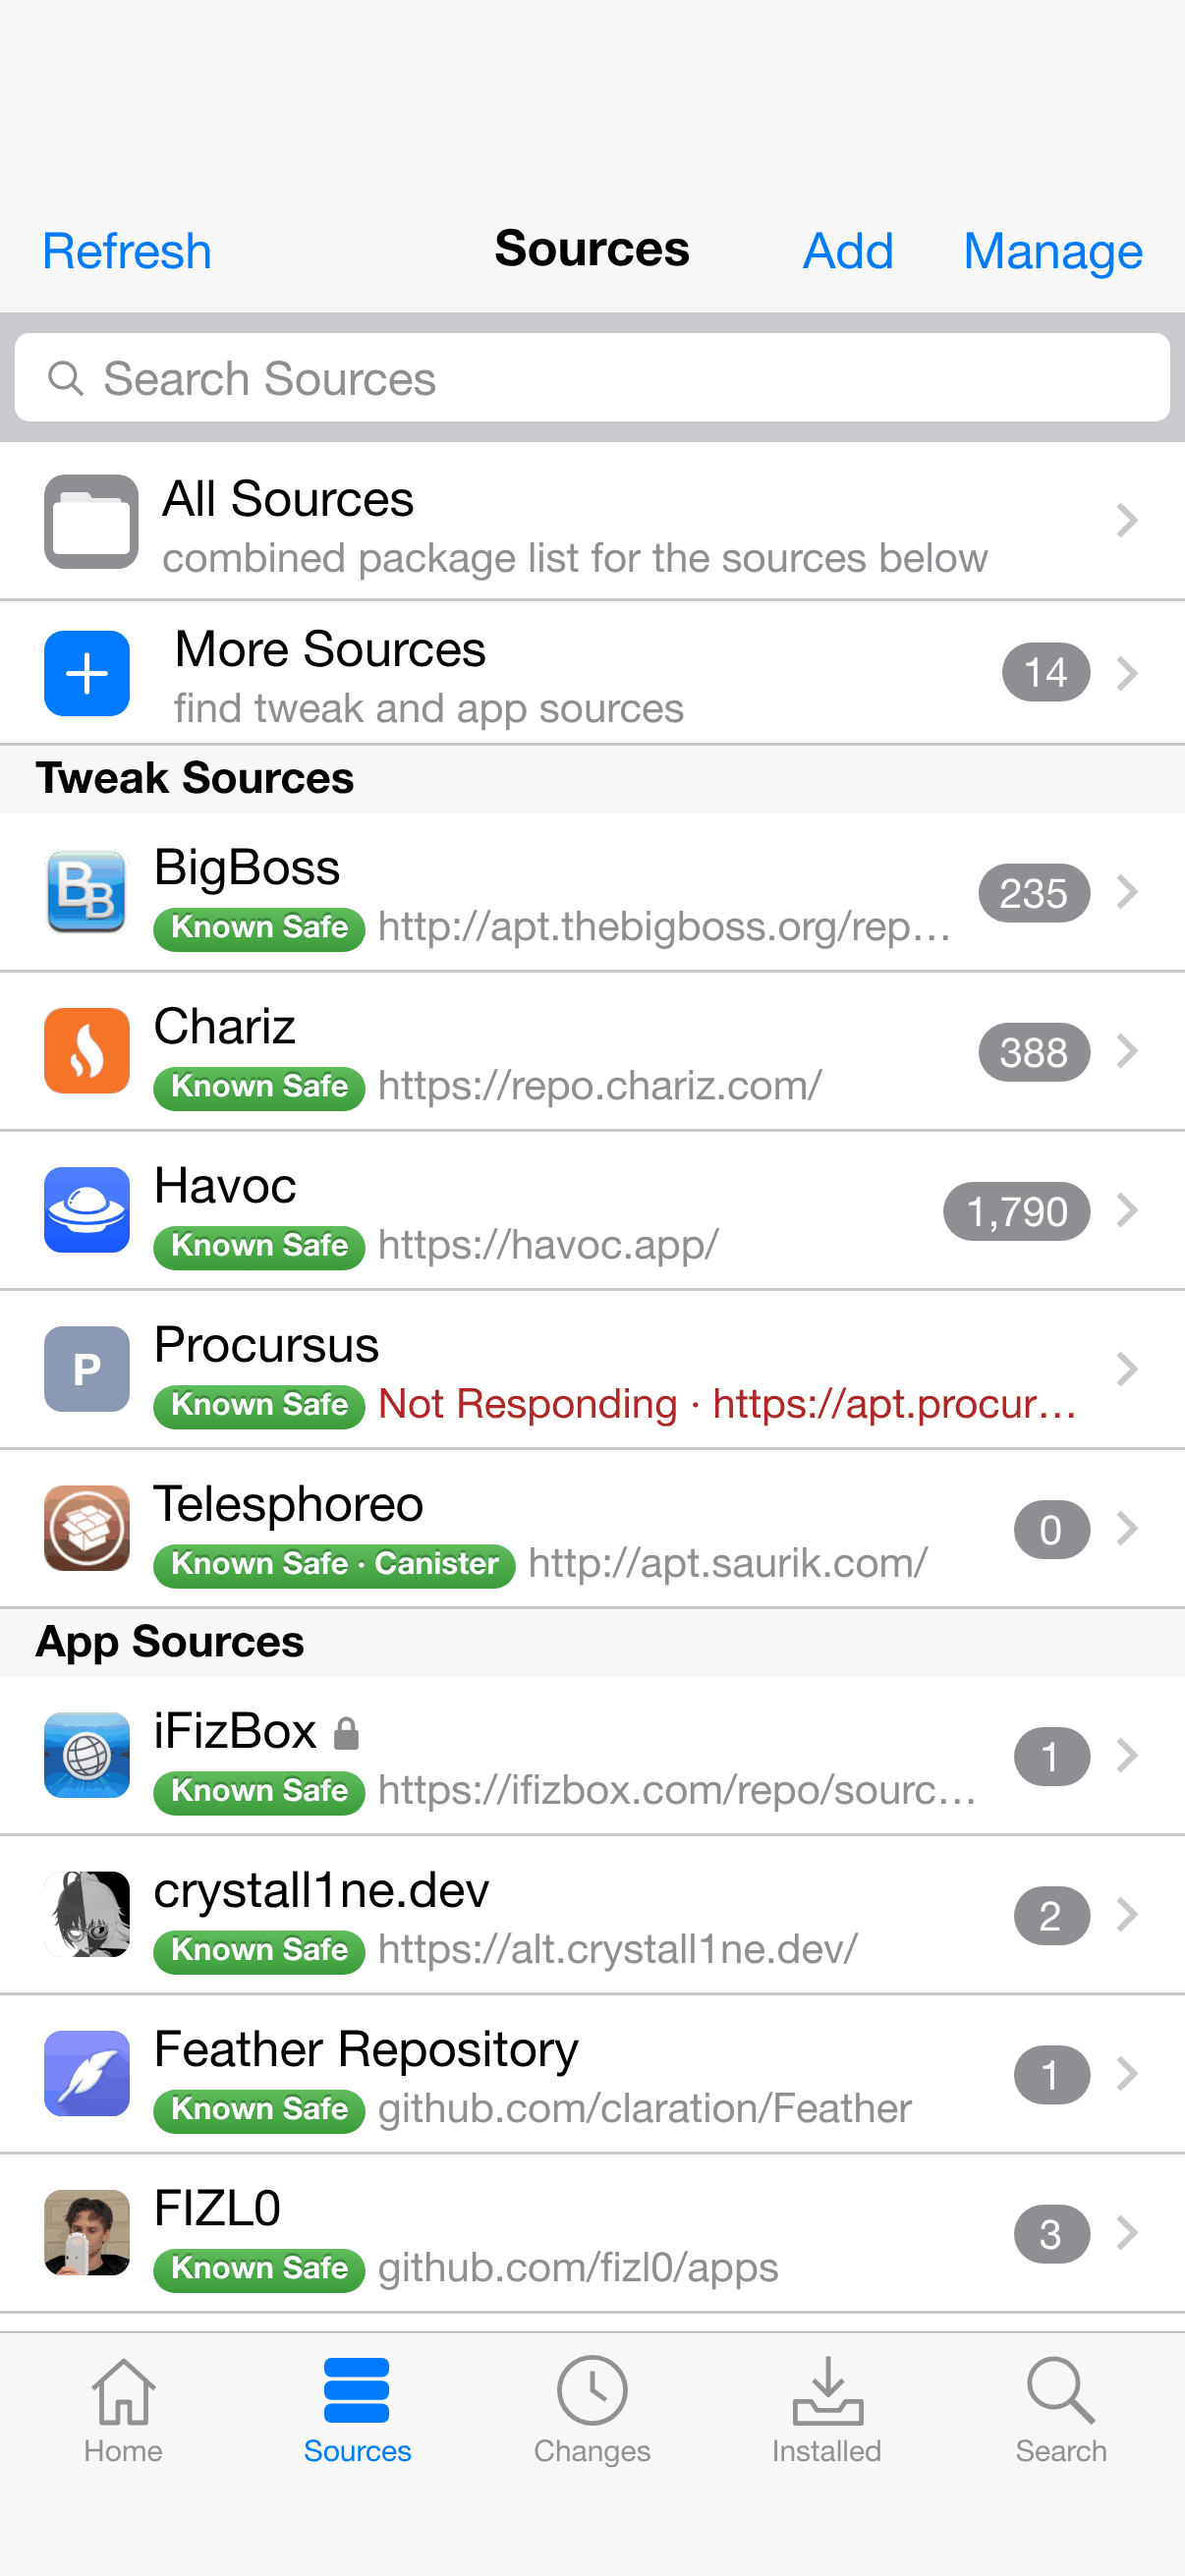 Refresh Sources Add Manage
Search Sources
All Sources
combined package list for the sources below
More Sources
find tweak and app sources
14
Tweak Sources
BB
BigBoss
Known Safe http://apt.thebigboss.org/rep...
235
Chariz
Known Safe https://repo.chariz.com/
388
Havoc
Known Safe https://havoc.app/
1,790
P
Procursus
Known Safe Not Responding · https://apt.procur...
Telesphoreo
Known Safe · Canister http://apt.saurik.com/
0
App Sources
iFizBox
Known Safe https://ifizbox.com/repo/sourc...
1
crystall1ne.dev
Known Safe https://alt.crystall1ne.dev/
2
Feather Repository
Known Safe github.com/claration/Feather
1
FIZL0
Known Safe github.com/fizl0/apps
3
Home Sources Changes Installed Search